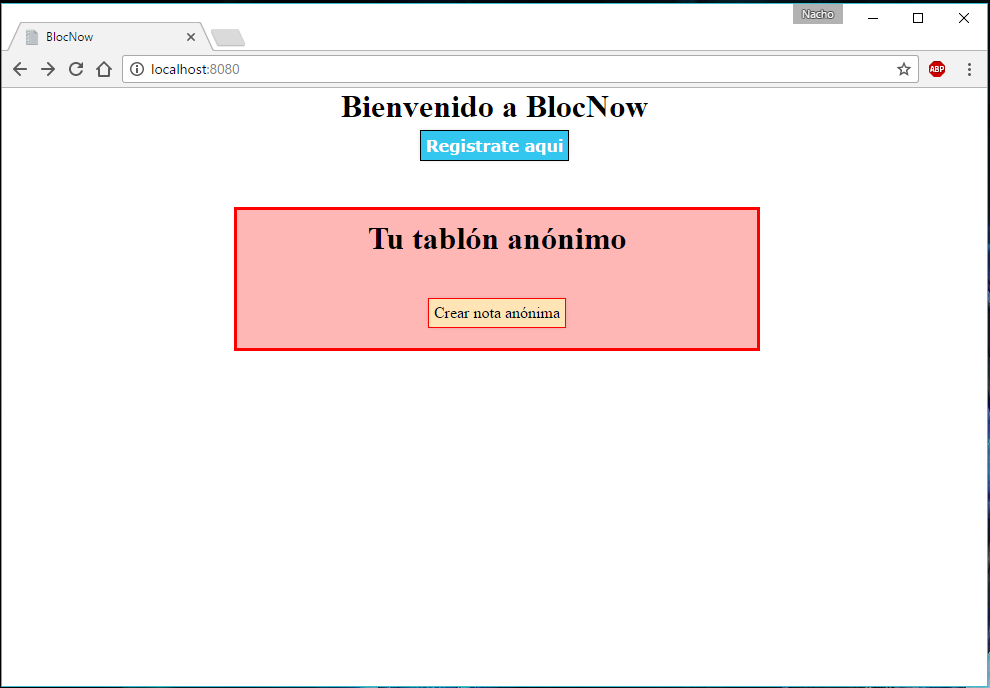 Nacho
BlocNow
localhost:8080
ABP
Bienvenido a BlocNow
Registrate aqui
Tu tablón anónimo
Crear nota anónima